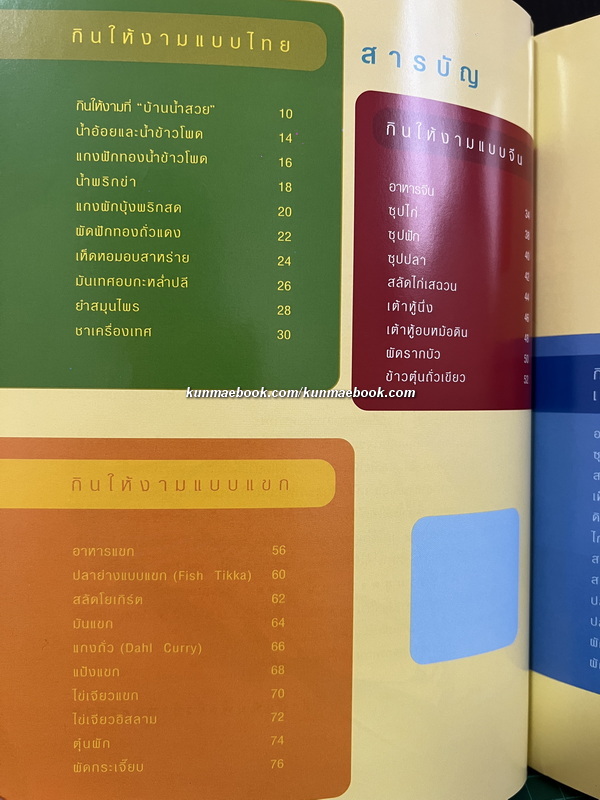 กินให้งามแบบไทย
กินให้งามที่ "บ้านน้ำสวย" 10
น้ำอ้อยและน้ำข้าวโพด 14
แกงฟักทองน้ำข้าวโพด 16
น้ำพริกข่า 18
แกงผักบุ้งพริกสด 20
ผัดฟักทองถั่วแดง 22
เห็ดหอมอบสาหร่าย 24
มันเทศอบกะหล่ำปลี 26
ยำสมุนไพร 28
ชาเครื่องเทศ 30
สารบัญ
กินให้งามแบบจีน
อาหารจีน 34
ซุปไก่ 38
ซุปฟัก 40
ซุปปลา 42
สลัดไก่เสฉวน 44
เต้าหู้นึ่ง 46
เต้าหู้อบหม้อดิน 48
ผัดรากบัว 50
ข้าวตุ๋นถั่วเขียว 52
kunmaebook.com/kunmaebook.com
กินให้งามแบบแขก
อาหารแขก 56
ปลาย่างแบบแขก (Fish Tikka) 60
สลัดโยเกิร์ต 62
มันแขก 64
แกงถั่ว (Dahl Curry) 66
แป้งแขก 68
ไข่เจียวแขก 70
ไข่เจียวอิสลาม 72
ตุ๋นผัก 74
ผัดกระเจี๊ยบ 76